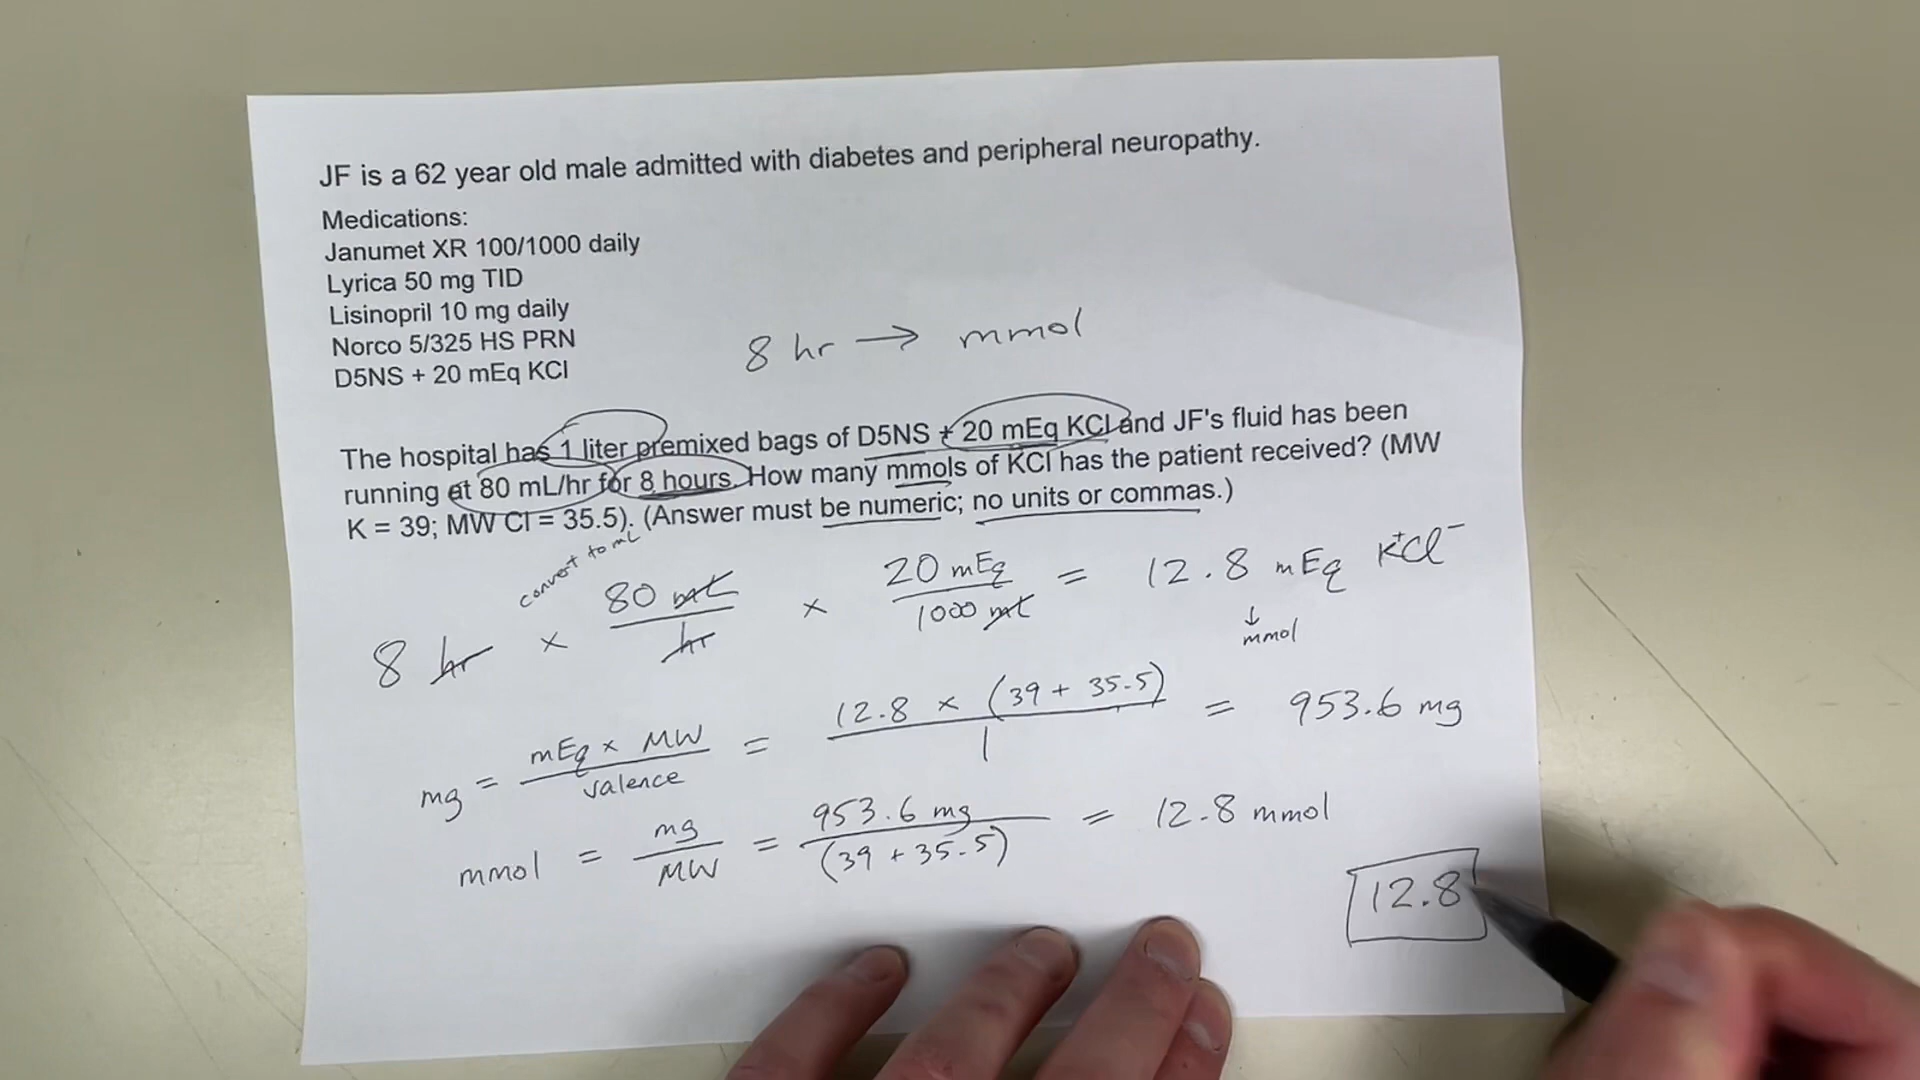 JF is a 62 year old male admitted with diabetes and peripheral neuropathy.
Medications:
Janumet XR 100/1000 daily
Lyrica 50 mg TID
Lisinopril 10 mg daily
Norco 5/325 HS PRN
D5NS + 20 mEq KCl
8 hr → mmol
The hospital has 1 liter premixed bags of D5NS + 20 mEq KCl and JF's fluid has been
running at 80 mL/hr for 8 hours. How many mmols of KCl has the patient received? (MW
K = 39; MW Cl = 35.5). (Answer must be numeric; no units or commas.)
convert to mL
8 hr × 80 mL/hr × 20 mEq/1000 mL = 12.8 mEq K⁺Cl⁻
↓
mmol
mg = mEq × MW/valence = 12.8 × (39 + 35.5)/1 = 953.6 mg
mmol = mg/MW = 953.6 mg/(39 + 35.5) = 12.8 mmol
12.8